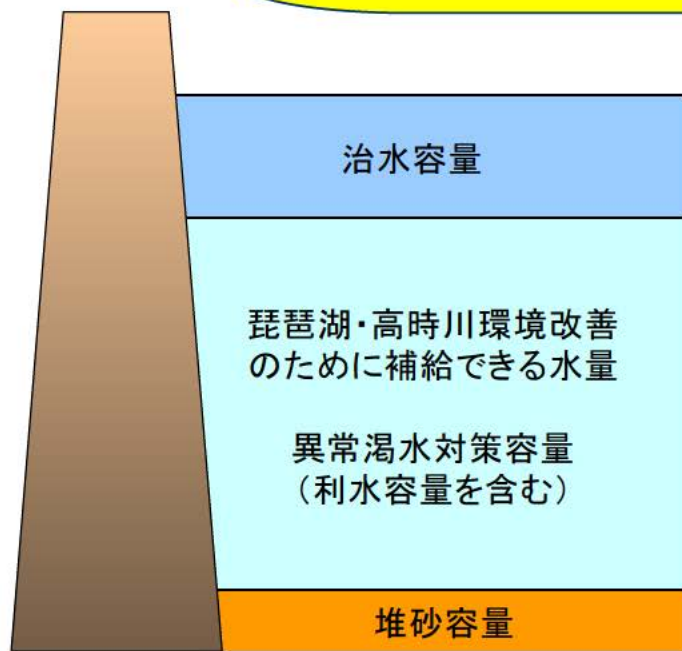 治水容量
琵琶湖・高時川環境改善
のために補給できる水量
異常渇水対策容量
（利水容量を含む）
堆砂容量